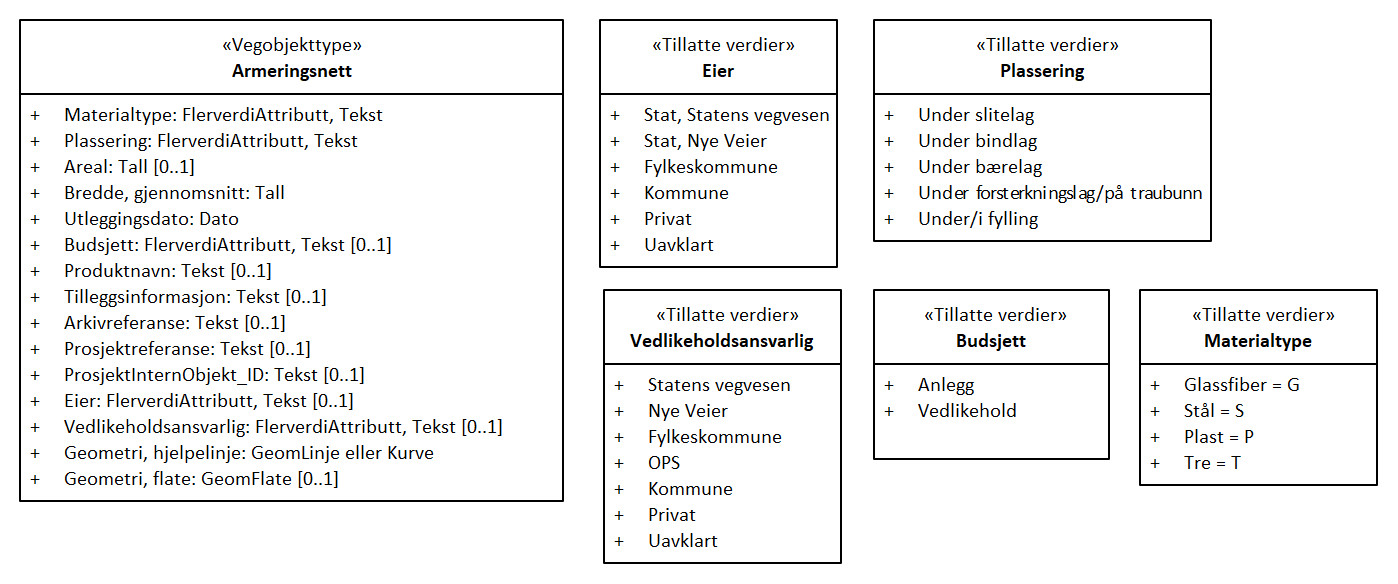 «Vegobjekttype»
Armeringsnett
+ Materialtype: FlerverdiAttributt, Tekst
+ Plassering: FlerverdiAttributt, Tekst
+ Areal: Tall [0..1]
+ Bredde, gjennomsnitt: Tall
+ Utleggingsdato: Dato
+ Budsjett: FlerverdiAttributt, Tekst [0..1]
+ Produktnavn: Tekst [0..1]
+ Tilleggsinformasjon: Tekst [0..1]
+ Arkivreferanse: Tekst [0..1]
+ Prosjektreferanse: Tekst [0..1]
+ ProsjektInternObjekt_ID: Tekst [0..1]
+ Eier: FlerverdiAttributt, Tekst [0..1]
+ Vedlikeholdsansvarlig: FlerverdiAttributt, Tekst [0..1]
+ Geometri, hjelpelinje: GeomLinje eller Kurve
+ Geometri, flate: GeomFlate [0..1]
«Tillatte verdier»
Eier
+ Stat, Statens vegvesen
+ Stat, Nye Veier
+ Fylkeskommune
+ Kommune
+ Privat
+ Uavklart
«Tillatte verdier»
Plassering
+ Under slitelag
+ Under bindlag
+ Under bærelag
+ Under forsterkningslag/på traubunn
+ Under/i fylling
«Tillatte verdier»
Vedlikeholdsansvarlig
+ Statens vegvesen
+ Nye Veier
+ Fylkeskommune
+ OPS
+ Kommune
+ Privat
+ Uavklart
«Tillatte verdier»
Budsjett
+ Anlegg
+ Vedlikehold
«Tillatte verdier»
Materialtype
+ Glassfiber = G
+ Stål = S
+ Plast = P
+ Tre = T